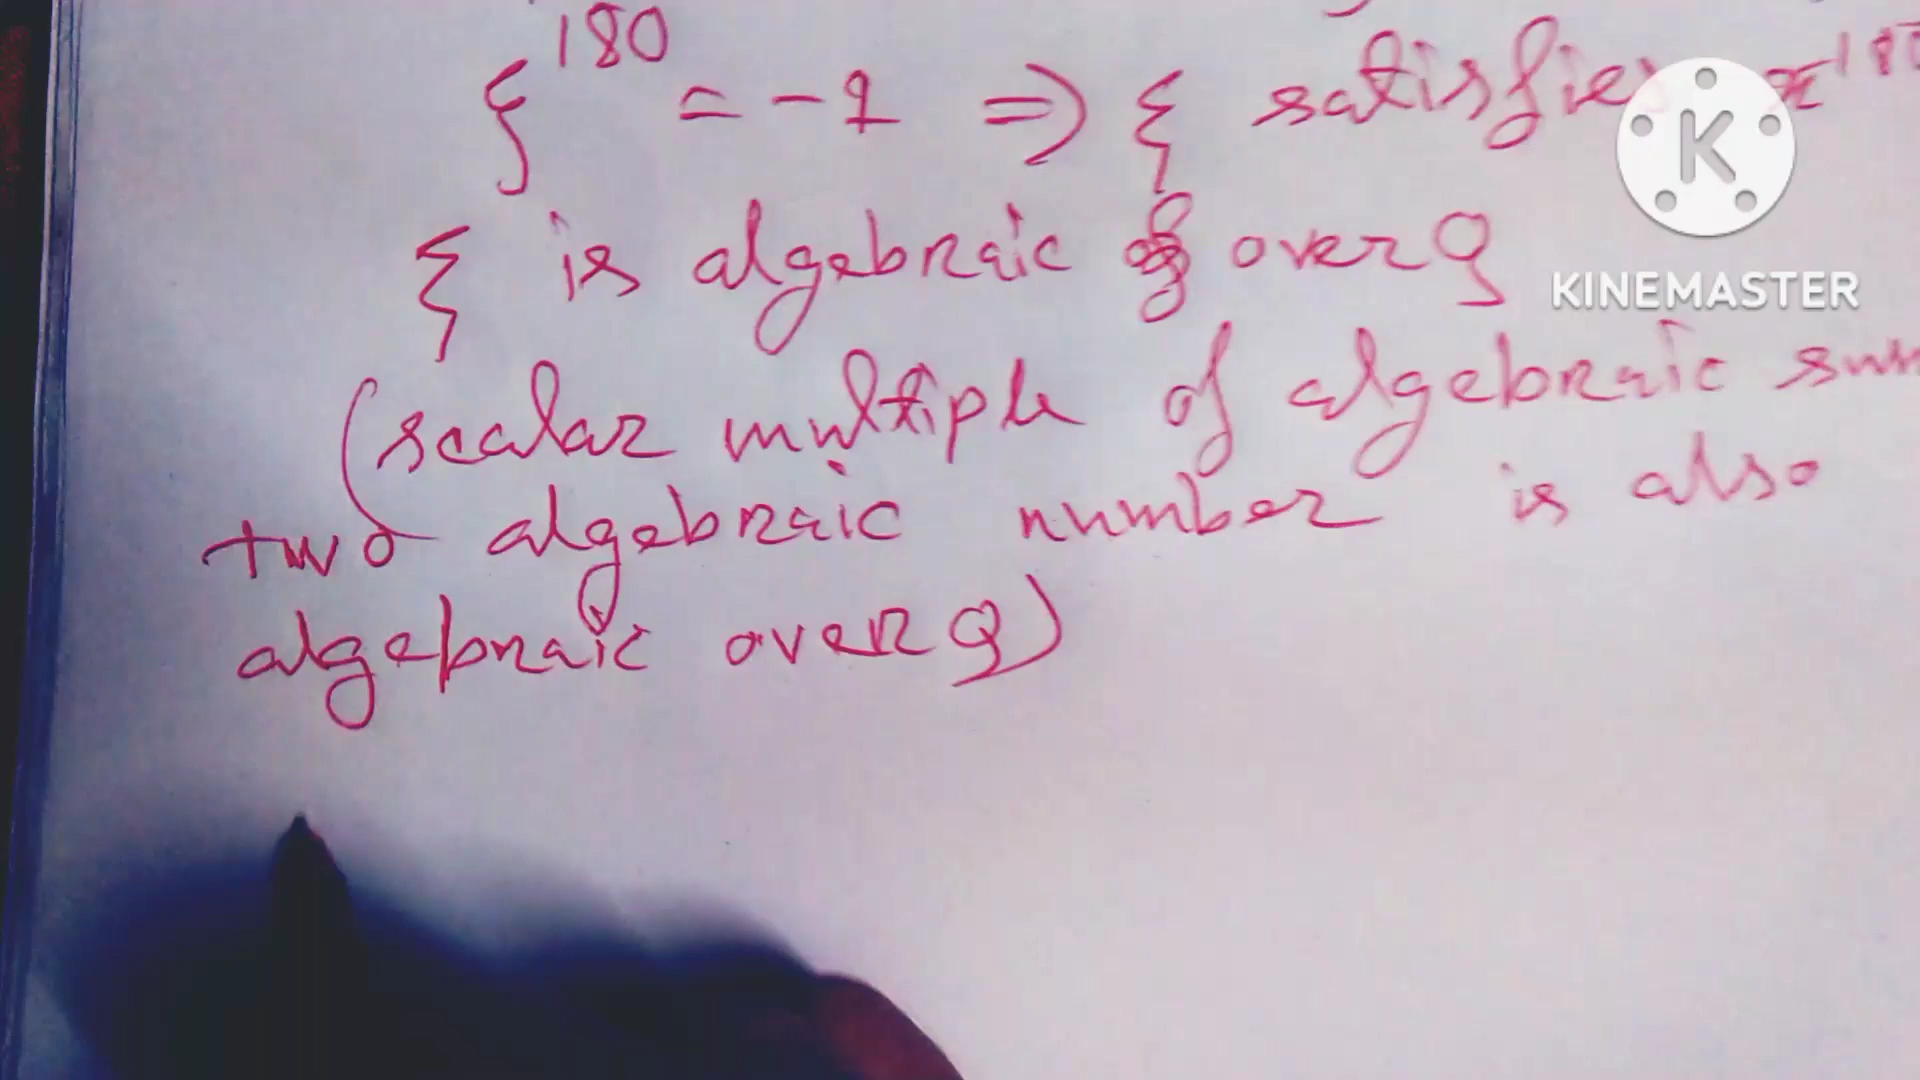 ξ^180 = -1 ⇒ ξ satisfies x^18
ξ is algebraic over Q
(scalar multiple of algebraic sum
two algebraic number is also
algebraic over Q)
K
KINEMASTER